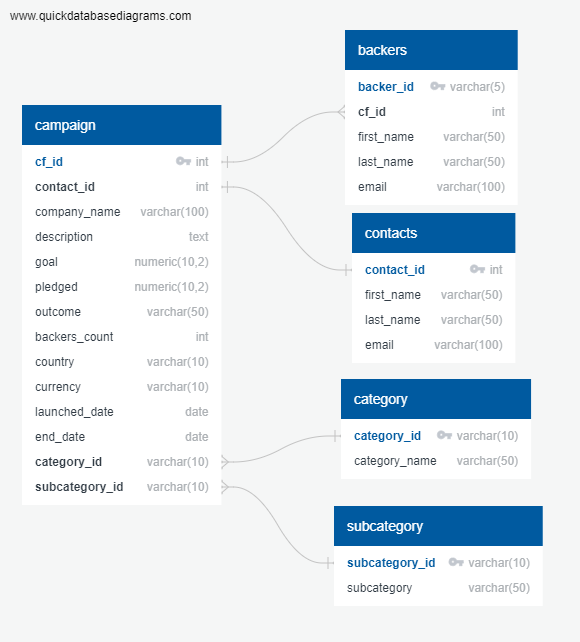 www.quickdatabasediagrams.com
campaign
cf_id int
contact_id int
company_name varchar(100)
description text
goal numeric(10,2)
pledged numeric(10,2)
outcome varchar(50)
backers_count int
country varchar(10)
currency varchar(10)
launched_date date
end_date date
category_id varchar(10)
subcategory_id varchar(10)
backers
backer_id varchar(5)
cf_id int
first_name varchar(50)
last_name varchar(50)
email varchar(100)
contacts
contact_id int
first_name varchar(50)
last_name varchar(50)
email varchar(100)
category
category_id varchar(10)
category_name varchar(50)
subcategory
subcategory_id varchar(10)
subcategory varchar(50)